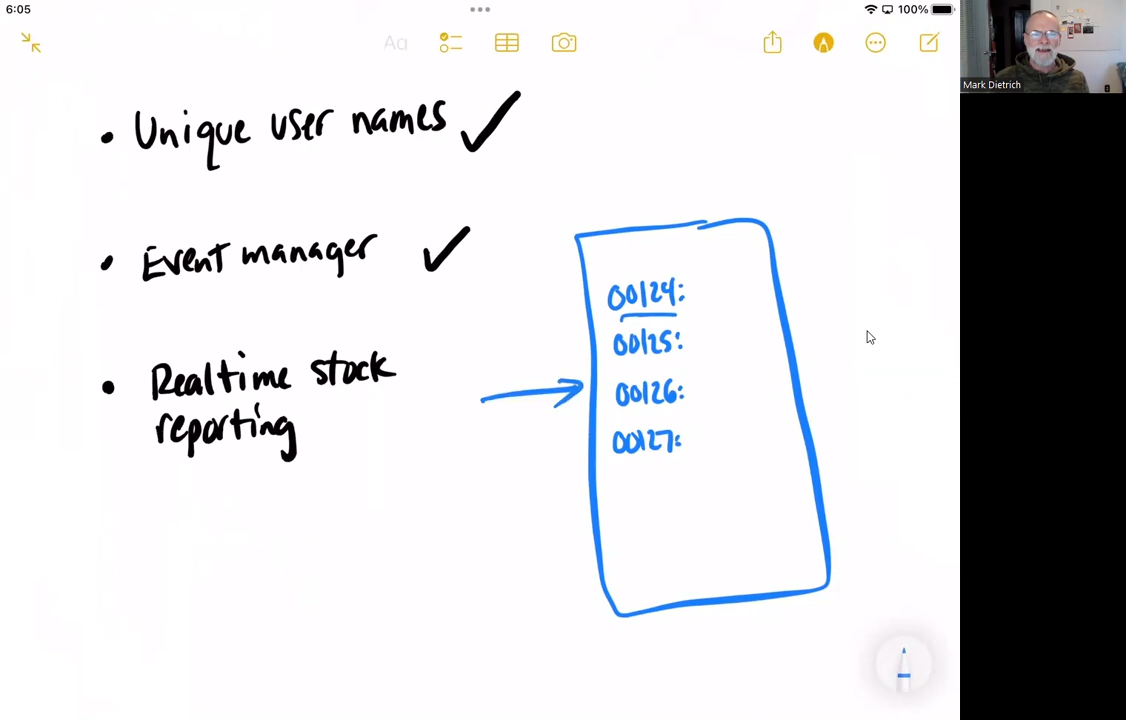 6:05
100%
Aa
Mark Dietrich
• Unique user names ✓
• Event manager ✓
• Realtime stock
reporting
00124:
00125:
00126:
00127: